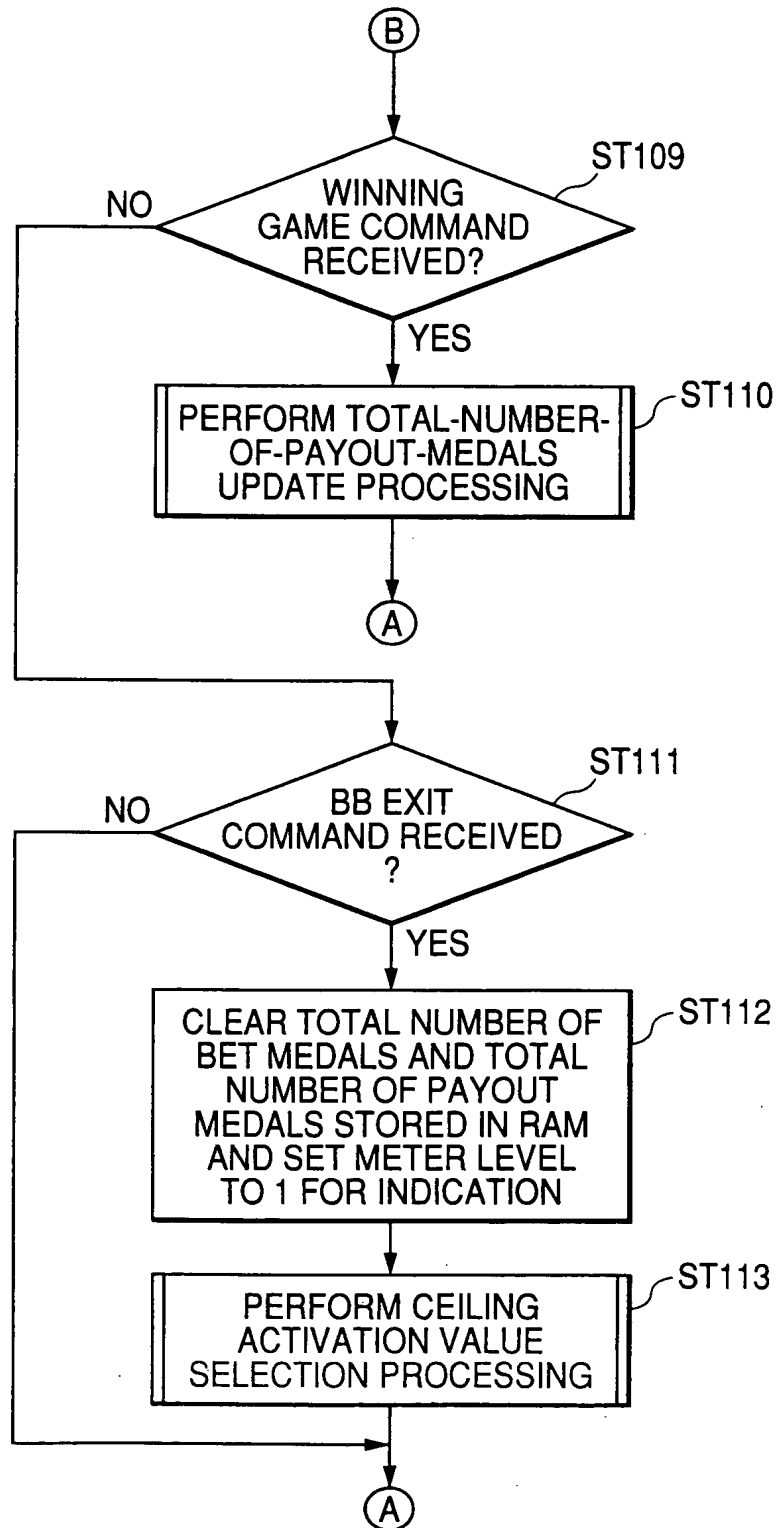 B
ST109
WINNING
GAME COMMAND
RECEIVED?
NO
YES
ST110
PERFORM TOTAL-NUMBER-
OF-PAYOUT-MEDALS
UPDATE PROCESSING
A
ST111
BB EXIT
COMMAND RECEIVED
?
NO
YES
ST112
CLEAR TOTAL NUMBER OF
BET MEDALS AND TOTAL
NUMBER OF PAYOUT
MEDALS STORED IN RAM
AND SET METER LEVEL
TO 1 FOR INDICATION
ST113
PERFORM CEILING
ACTIVATION VALUE
SELECTION PROCESSING
A